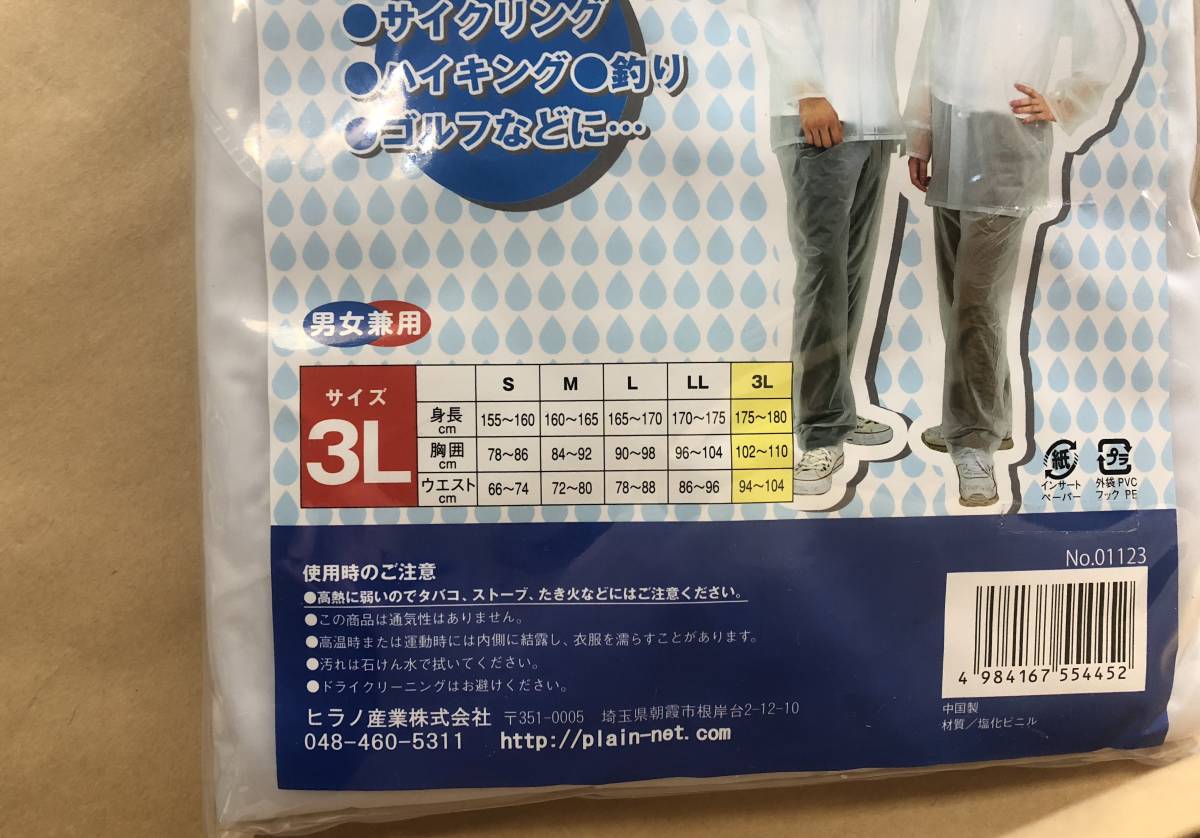 ●サイクリング
●ハイキング●釣り
●ゴルフなどに…
男女兼用
サイズ
3L
S M L LL 3L
身長cm 155〜160 160〜165 165〜170 170〜175 175〜180
胸囲cm 78〜86 84〜92 90〜98 96〜104 102〜110
ウエストcm 66〜74 72〜80 78〜88 86〜96 94〜104
紙
インサート
ペーパー
プラ
外袋 PVC
フック PE
使用時のご注意
●高熱に弱いのでタバコ、ストーブ、たき火などにはご注意ください。
●この商品は通気性はありません。
●高温時または運動時には内側に結露し、衣服を濡らすことがあります。
●汚れは石けん水で拭いてください。
●ドライクリーニングはお避けください。
ヒラノ産業株式会社 〒351-0005 埼玉県朝霞市根岸台2-12-10
048-460-5311 http://plain-net.com
No.01123
4 984167 554452
中国製
材質／塩化ビニル